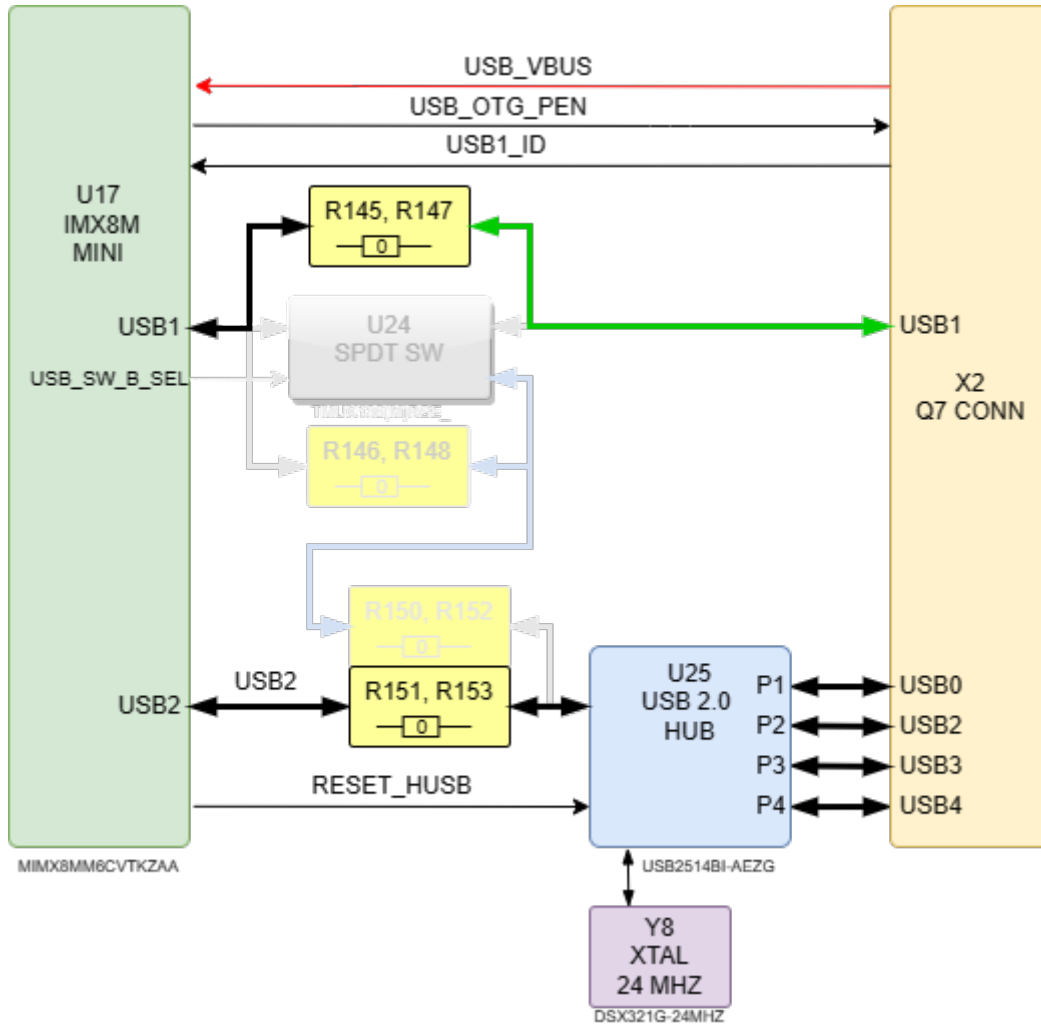 USB_VBUS
USB_OTG_PEN
USB1_ID
U17
IMX8M
MINI
R145, R147
0
USB1
U24
SPDT SW
USB1
USB_SW_B_SEL
X2
Q7 CONN
R146, R148
0
R150, R152
0
USB2
USB2
R151, R153
0
U25
USB 2.0
HUB
P1
USB0
P2
USB2
P3
USB3
P4
USB4
RESET_HUSB
MIMX8MM6CVTKZAA
USB2514BI-AEZG
Y8
XTAL
24 MHZ
DSX321G-24MHZ